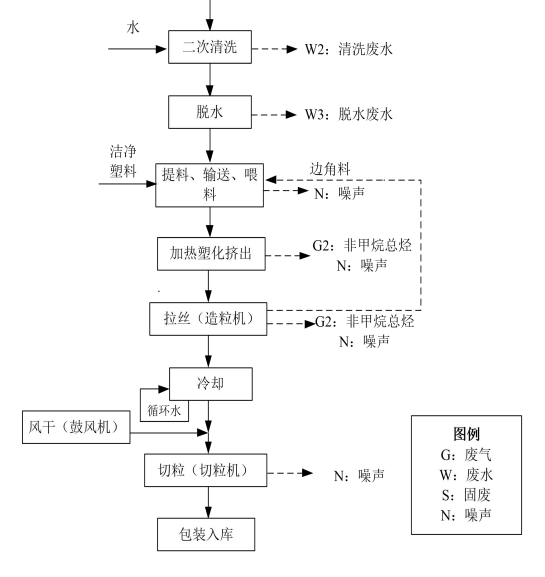 水
二次清洗
W2：清洗废水
脱水
W3：脱水废水
洁净
塑料
提料、输送、喂
料
边角料
N：噪声
加热塑化挤出
G2：非甲烷总烃
N：噪声
拉丝（造粒机）
G2：非甲烷总烃
N：噪声
冷却
循环水
风干（鼓风机）
切粒（切粒机）
N：噪声
包装入库
图例
G：废气
W：废水
S：固废
N：噪声